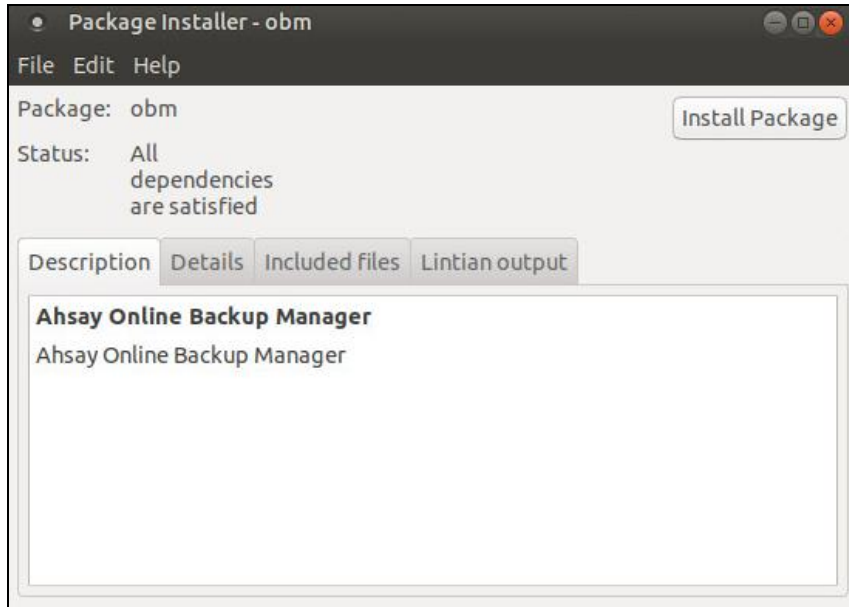 Package Installer - obm
File Edit Help
Package: obm
Install Package
Status: All
dependencies
are satisfied
Description Details Included files Lintian output
Ahsay Online Backup Manager
Ahsay Online Backup Manager